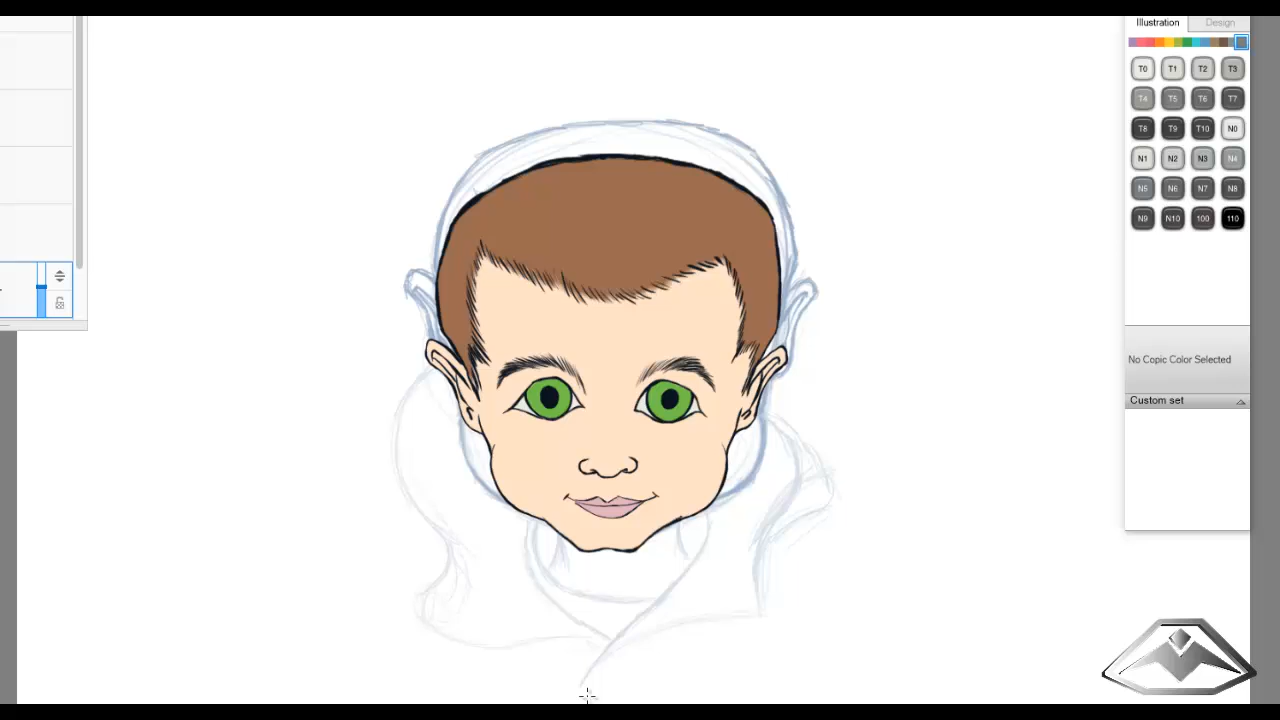 Illustration Design
T0 T1 T2 T3
T4 T5 T6 T7
T8 T9 T10 N0
N1 N2 N3 N4
N5 N6 N7 N8
N9 N10 100 110
No Copic Color Selected
Custom set